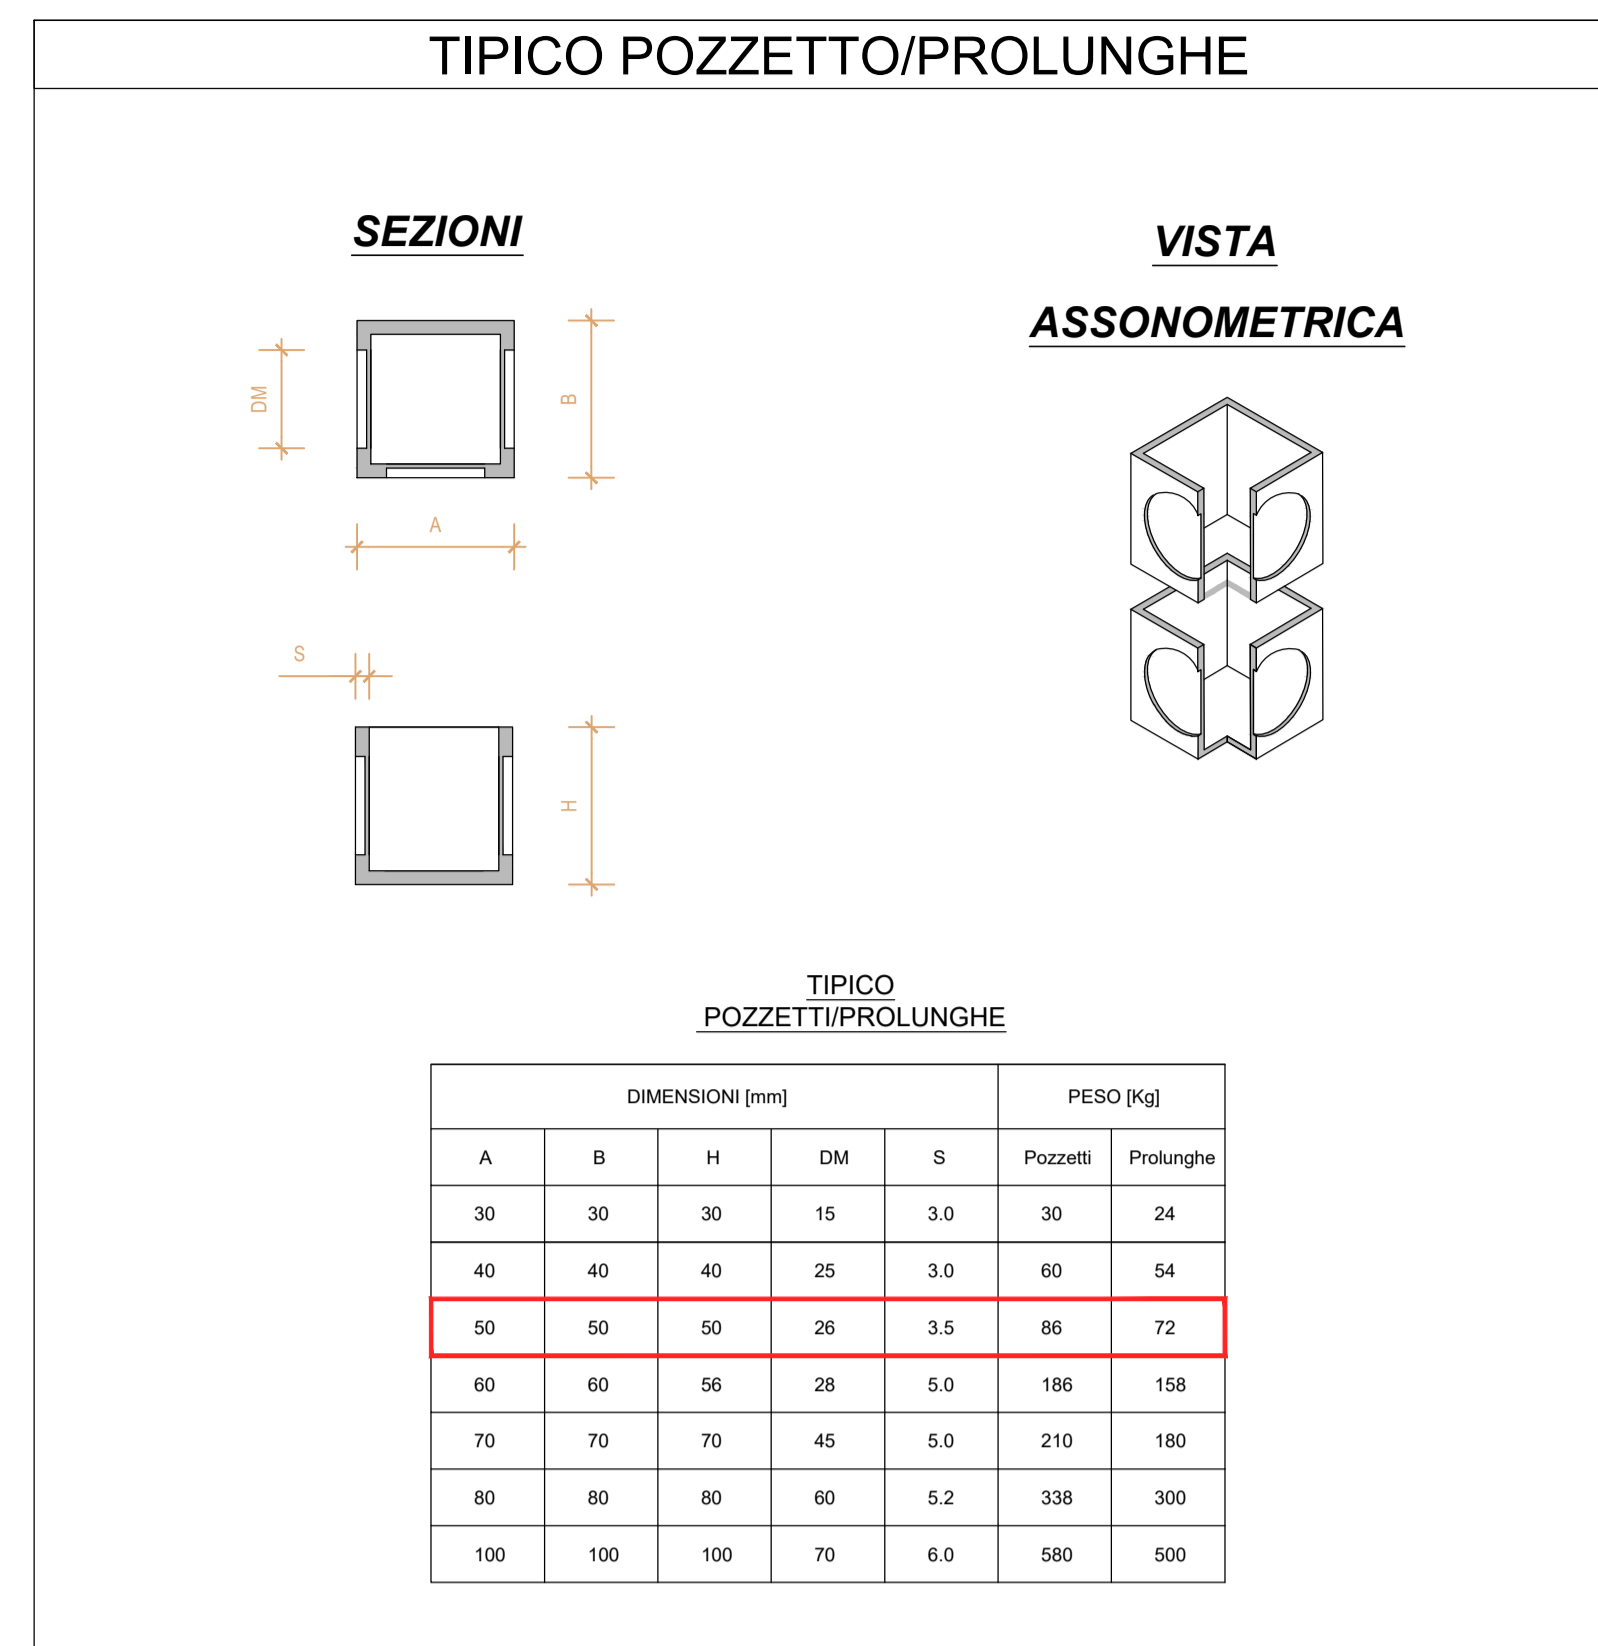 TIPICO POZZETTO/PROLUNGHE
SEZIONI
VISTA
ASSONOMETRICA
DM
B
A
S
H
TIPICO
POZZETTI/PROLUNGHE
DIMENSIONI [mm] PESO [Kg]
A B H DM S Pozzetti Prolunghe
30 30 30 15 3.0 30 24
40 40 40 25 3.0 60 54
50 50 50 26 3.5 86 72
60 60 56 28 5.0 186 158
70 70 70 45 5.0 210 180
80 80 80 60 5.2 338 300
100 100 100 70 6.0 580 500